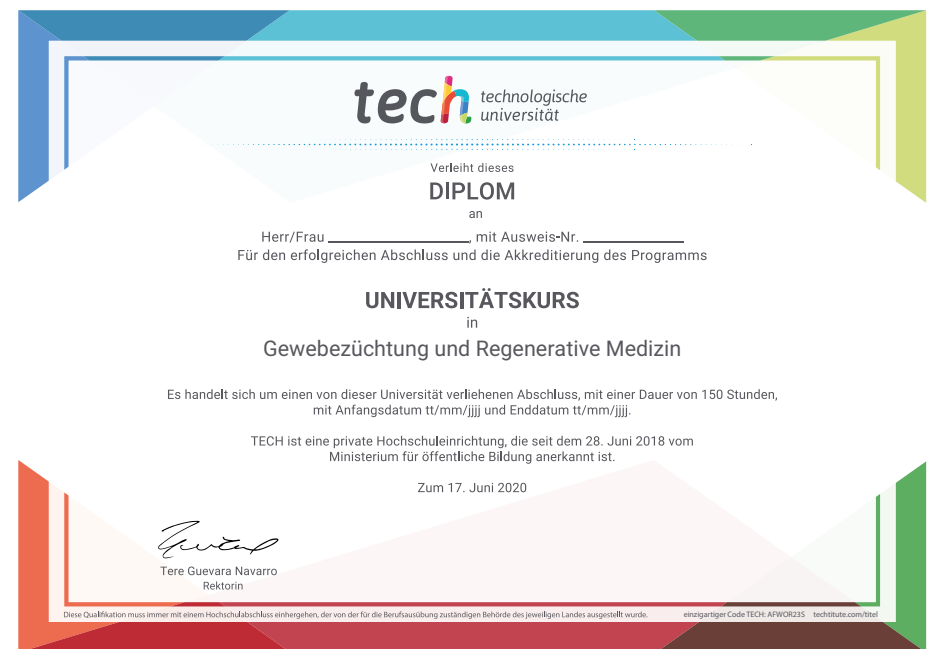 tech technologische
universität
Verleiht dieses
DIPLOM
an
Herr/Frau ____________________, mit Ausweis-Nr. ______________
Für den erfolgreichen Abschluss und die Akkreditierung des Programms
UNIVERSITÄTSKURS
in
Gewebezüchtung und Regenerative Medizin
Es handelt sich um einen von dieser Universität verliehenen Abschluss, mit einer Dauer von 150 Stunden,
mit Anfangsdatum tt/mm/jjjj und Enddatum tt/mm/jjjj.
TECH ist eine private Hochschuleinrichtung, die seit dem 28. Juni 2018 vom
Ministerium für öffentliche Bildung anerkannt ist.
Zum 17. Juni 2020
Tere Guevara Navarro
Rektorin
Diese Qualifikation muss immer mit einem Hochschulabschluss einhergehen, der von der für die Berufsausübung zuständigen Behörde des jeweiligen Landes ausgestellt wurde. einzigartiger Code TECH: AFWOR23S techtitute.com/titel